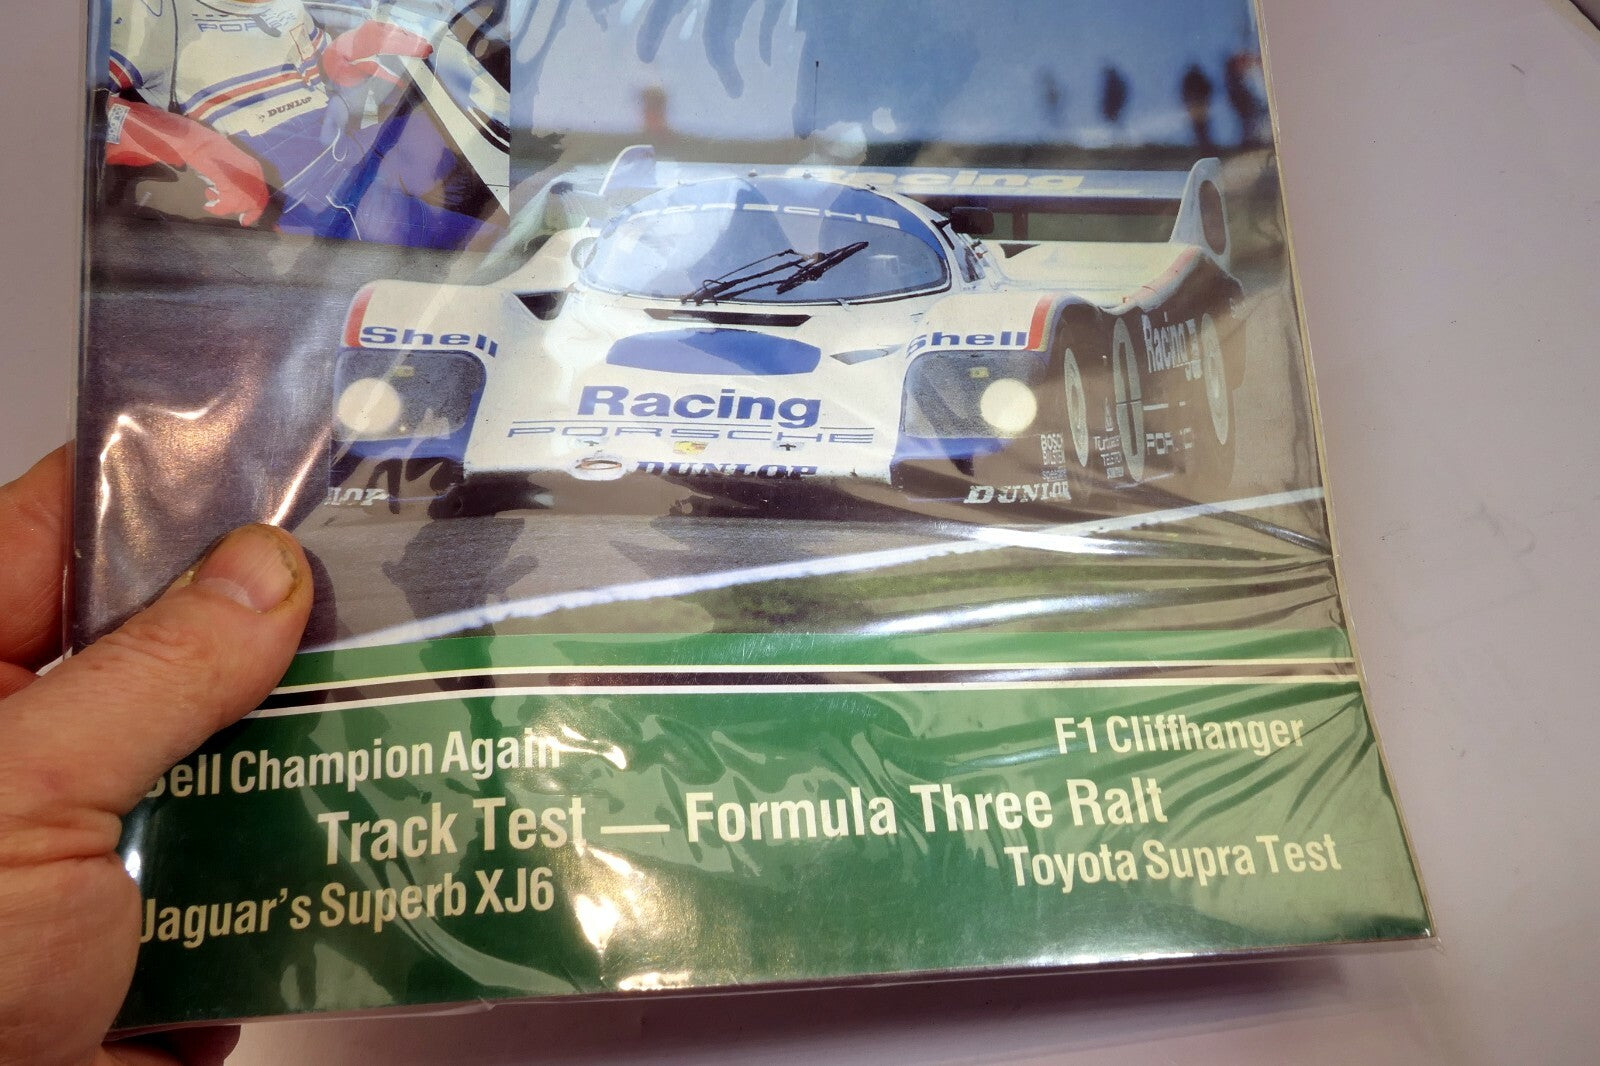 DUNLOP
Racing
PORSCHE
Shell
Shell
Racing
Racing
PORSCHE
DUNLOP
BOSCH
DUNLOP
Bell Champion Again
F1 Cliffhanger
Track Test — Formula Three Ralt
Toyota Supra Test
Jaguar's Superb XJ6